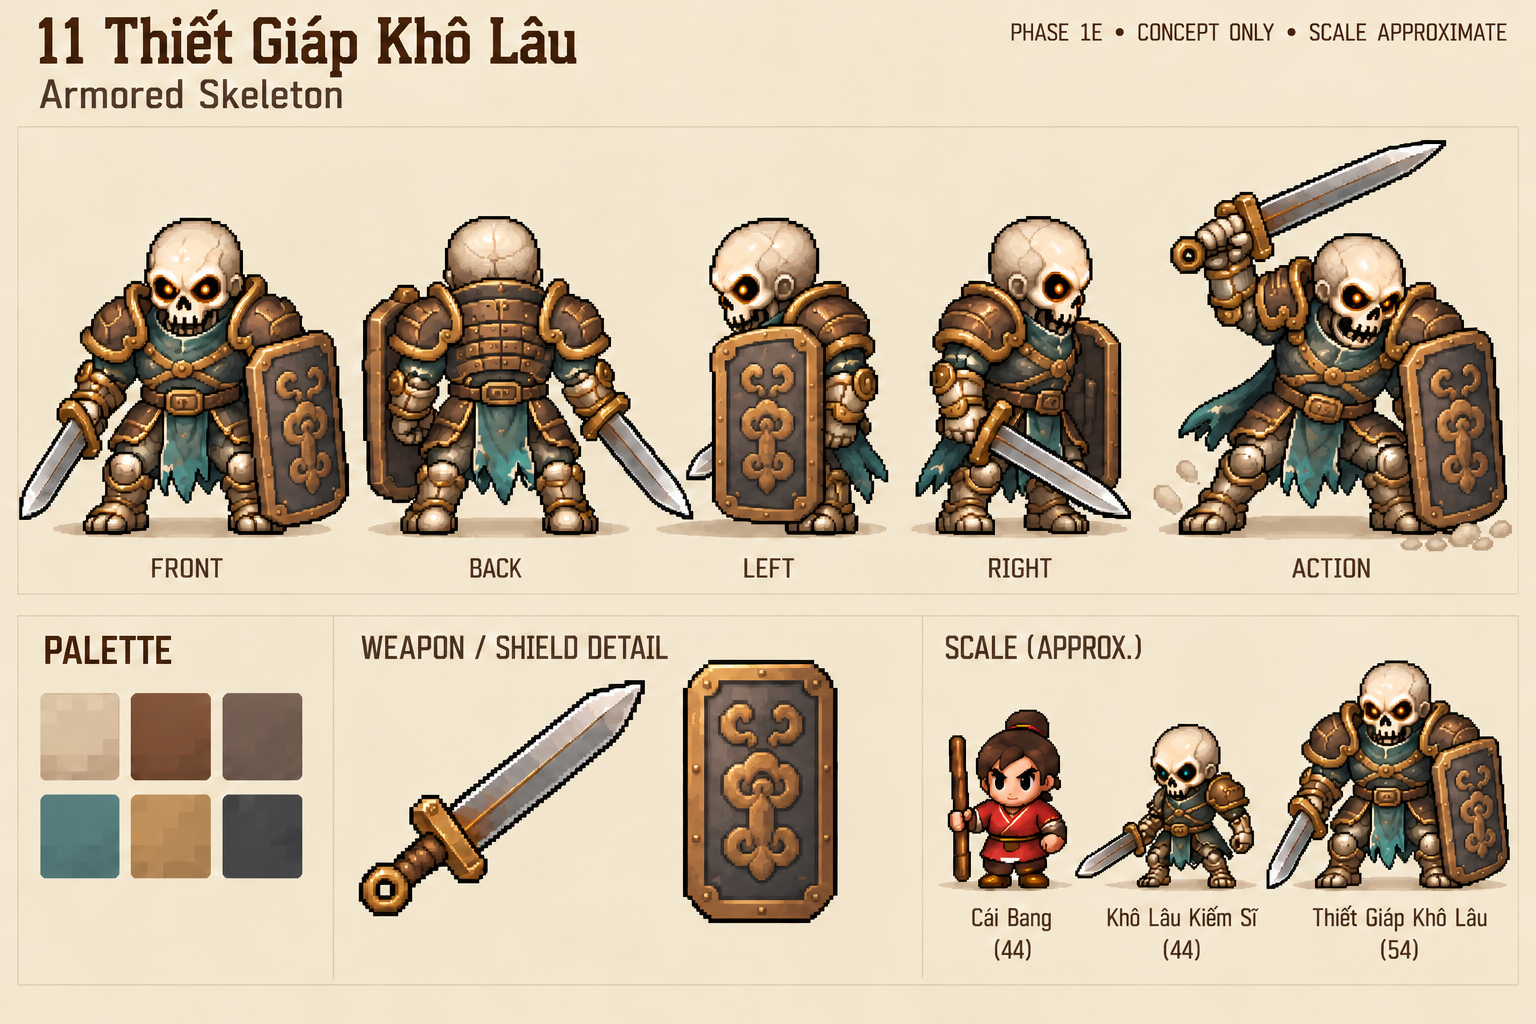 11 Thiết Giáp Khô Lâu
Armored Skeleton
PHASE 1E • CONCEPT ONLY • SCALE APPROXIMATE
FRONT
BACK
LEFT
RIGHT
ACTION
PALETTE
WEAPON / SHIELD DETAIL
SCALE (APPROX.)
Cái Bang
(44)
Khô Lâu Kiếm Sĩ
(44)
Thiết Giáp Khô Lâu
(54)